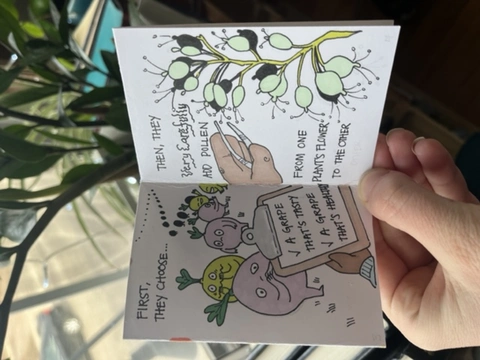 FIRST,
THEY CHOOSE...
√ A GRAPE
THAT'S TASTY
√ A GRAPE
THAT'S HEALTHY
THEN, THEY
Very Carefully
AD POLLEN
FROM ONE
PLANTS FLOWER
TO THE OTHER